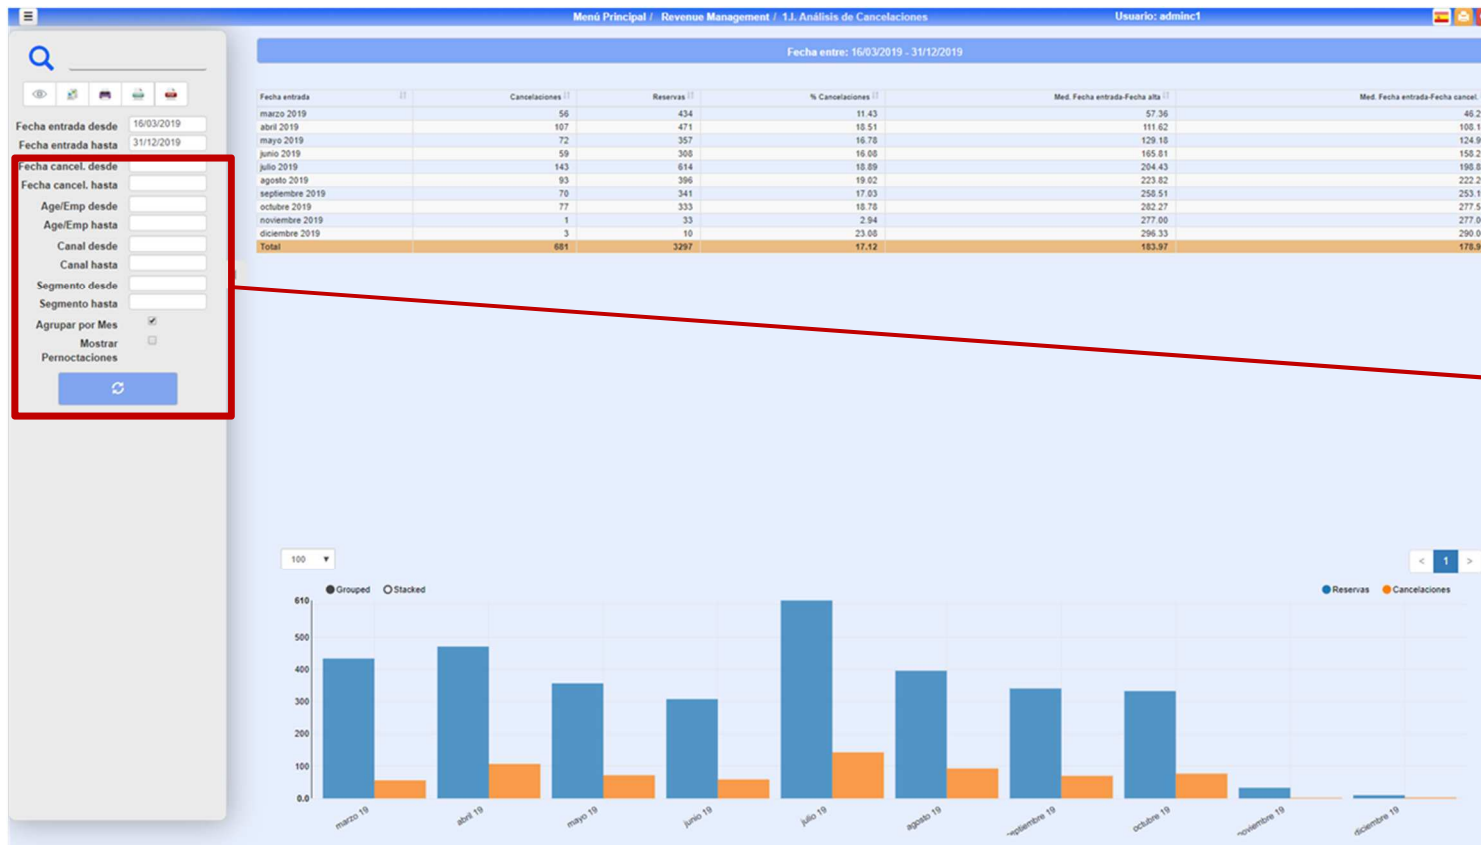 Menú Principal / Revenue Management / 1.I. Análisis de Cancelaciones Usuario: adminc1
Fecha entre: 16/03/2019 - 31/12/2019
Fecha entrada desde 16/03/2019
Fecha entrada hasta 31/12/2019
Fecha cancel. desde
Fecha cancel. hasta
Age/Emp desde
Age/Emp hasta
Canal desde
Canal hasta
Segmento desde
Segmento hasta
Agrupar por Mes
Mostrar
Pernoctaciones
Fecha entrada Cancelaciones Reservas % Cancelaciones Med. Fecha entrada-Fecha alta Med. Fecha entrada-Fecha cancel.
marzo 2019 56 434 11.43 57.36 46.2
abril 2019 107 471 18.51 111.62 108.1
mayo 2019 72 357 16.78 129.18 124.9
junio 2019 59 308 16.08 165.81 158.2
julio 2019 143 614 18.89 204.43 198.8
agosto 2019 93 396 19.02 223.82 222.2
septiembre 2019 70 341 17.03 258.51 253.1
octubre 2019 77 333 18.78 282.27 277.5
noviembre 2019 1 33 2.94 277.00 277.0
diciembre 2019 3 10 23.08 296.33 290.0
Total 681 3297 17.12 183.97 178.9
100
< 1 >
Grouped Stacked
Reservas Cancelaciones
610
500
400
300
200
100
0.0
marzo 19
abril 19
mayo 19
junio 19
julio 19
agosto 19
septiembre 19
octubre 19
noviembre 19
diciembre 19